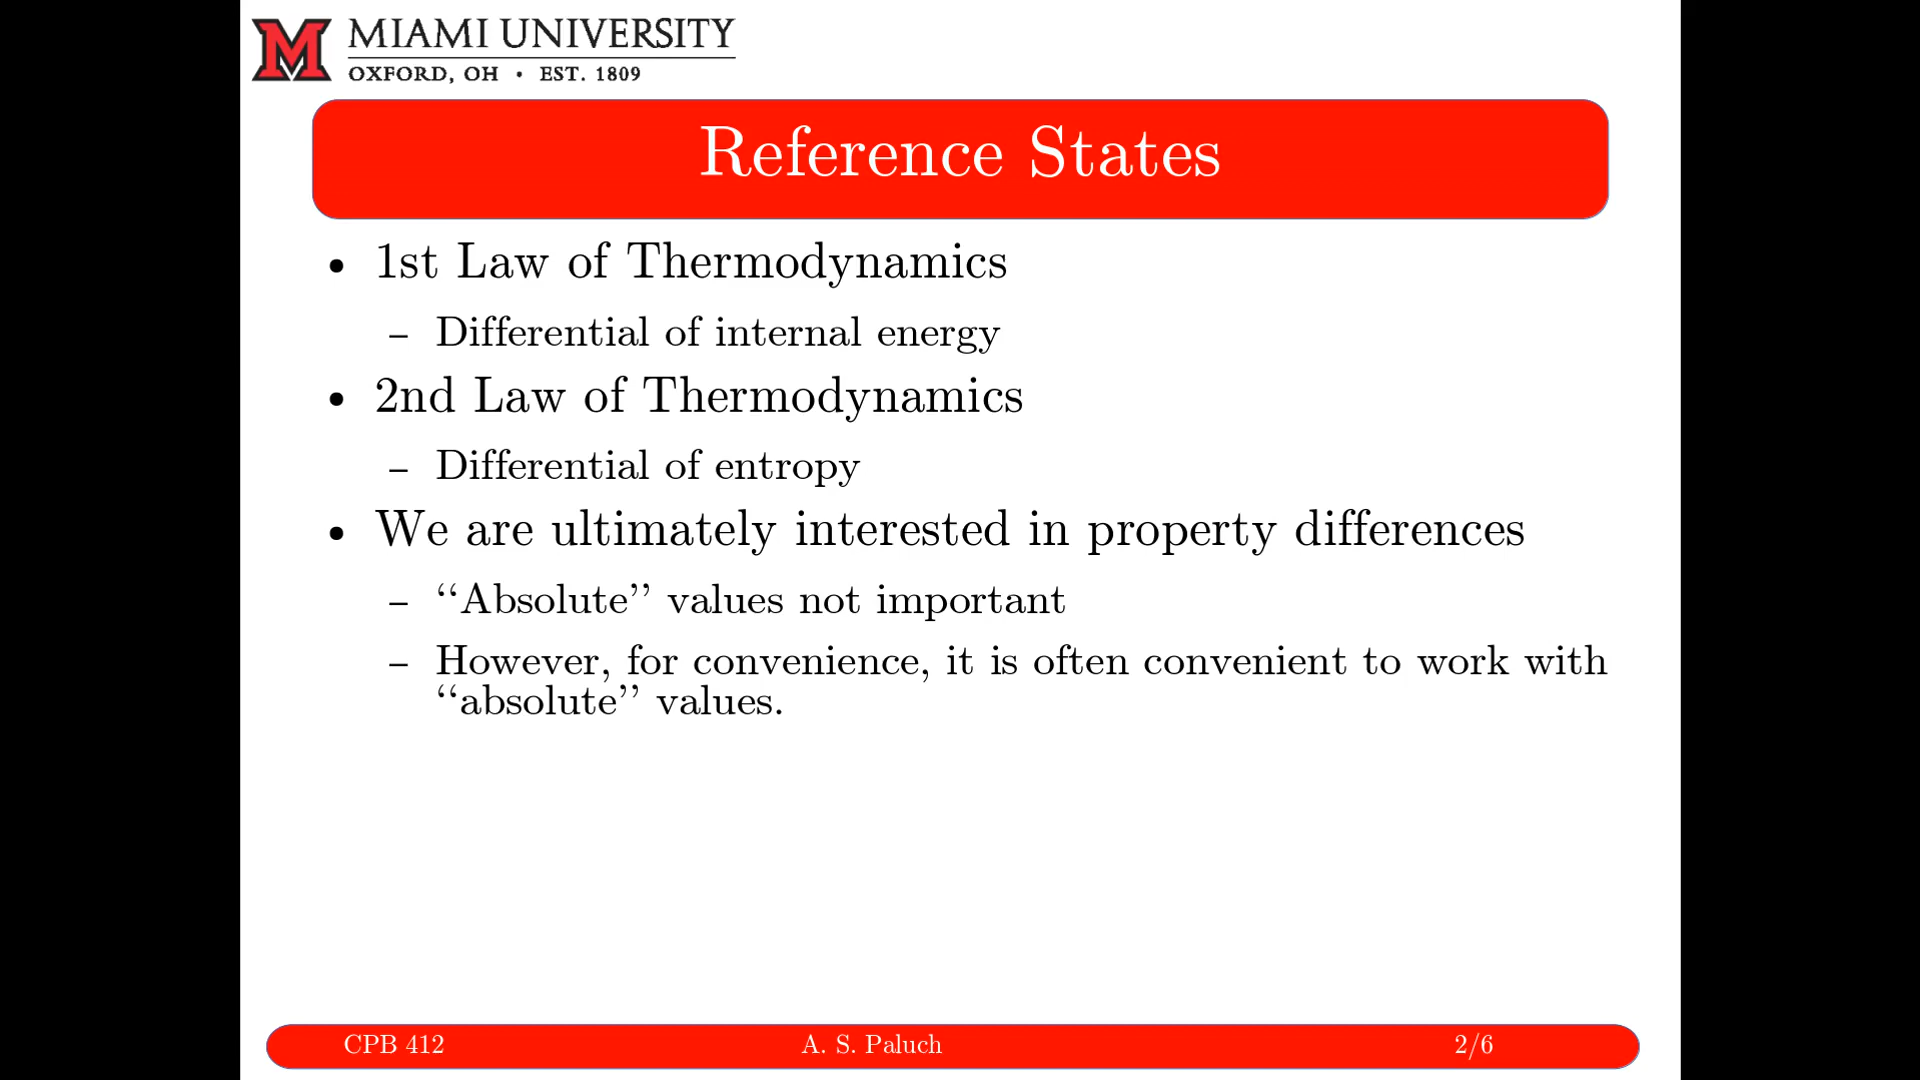 MIAMI UNIVERSITY
OXFORD, OH • EST. 1809
Reference States
• 1st Law of Thermodynamics
– Differential of internal energy
• 2nd Law of Thermodynamics
– Differential of entropy
• We are ultimately interested in property differences
– “Absolute” values not important
– However, for convenience, it is often convenient to work with
“absolute” values.
CPB 412 A. S. Paluch 2/6